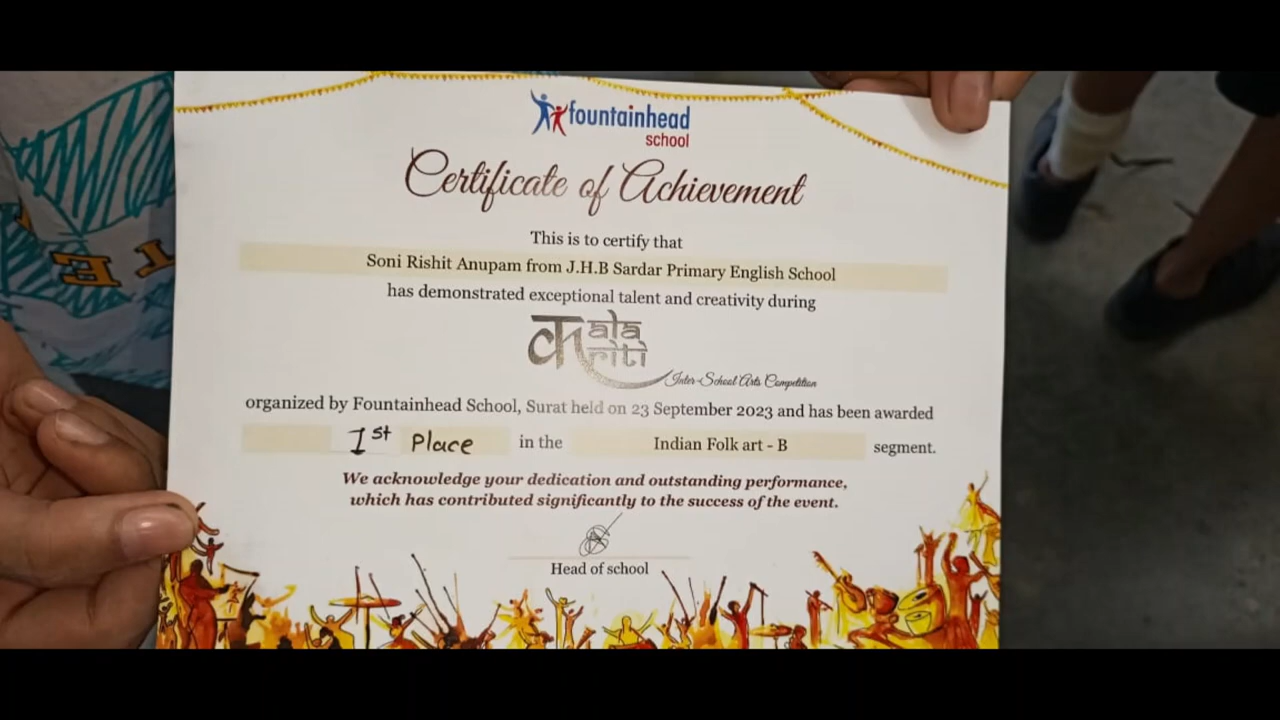 fountainhead
school
Certificate of Achievement
This is to certify that
Soni Rishit Anupam from J.H.B Sardar Primary English School
has demonstrated exceptional talent and creativity during
कala
kriti
Inter-School Arts Competition
organized by Fountainhead School, Surat held on 23 September 2023 and has been awarded
1st Place in the Indian Folk art - B segment.
We acknowledge your dedication and outstanding performance,
which has contributed significantly to the success of the event.
Head of school